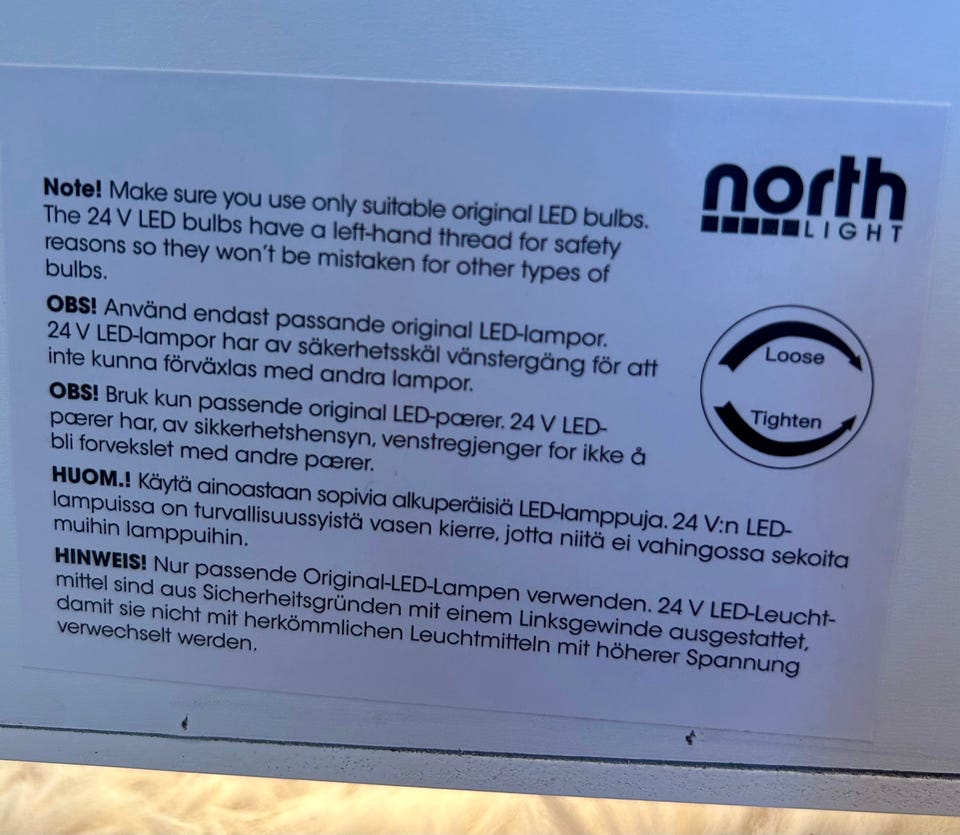 north
LIGHT
Note! Make sure you use only suitable original LED bulbs.
The 24 V LED bulbs have a left-hand thread for safety
reasons so they won't be mistaken for other types of
bulbs.
OBS! Använd endast passande original LED-lampor.
24 V LED-lampor har av säkerhetsskäl vänstergäng för att
inte kunna förväxlas med andra lampor.
OBS! Bruk kun passende original LED-pærer. 24 V LED-
pærer har, av sikkerhetshensyn, venstregjenger for ikke å
bli forvekslet med andre pærer.
HUOM.! Käytä ainoastaan sopivia alkuperäisiä LED-lamppuja. 24 V:n LED-
lampuissa on turvallisuussyistä vasen kierre, jotta niitä ei vahingossa sekoita
muihin lamppuihin.
HINWEIS! Nur passende Original-LED-Lampen verwenden. 24 V LED-Leucht-
mittel sind aus Sicherheitsgründen mit einem Linksgewinde ausgestattet,
damit sie nicht mit herkömmlichen Leuchtmitteln mit höherer Spannung
verwechselt werden.
Loose
Tighten